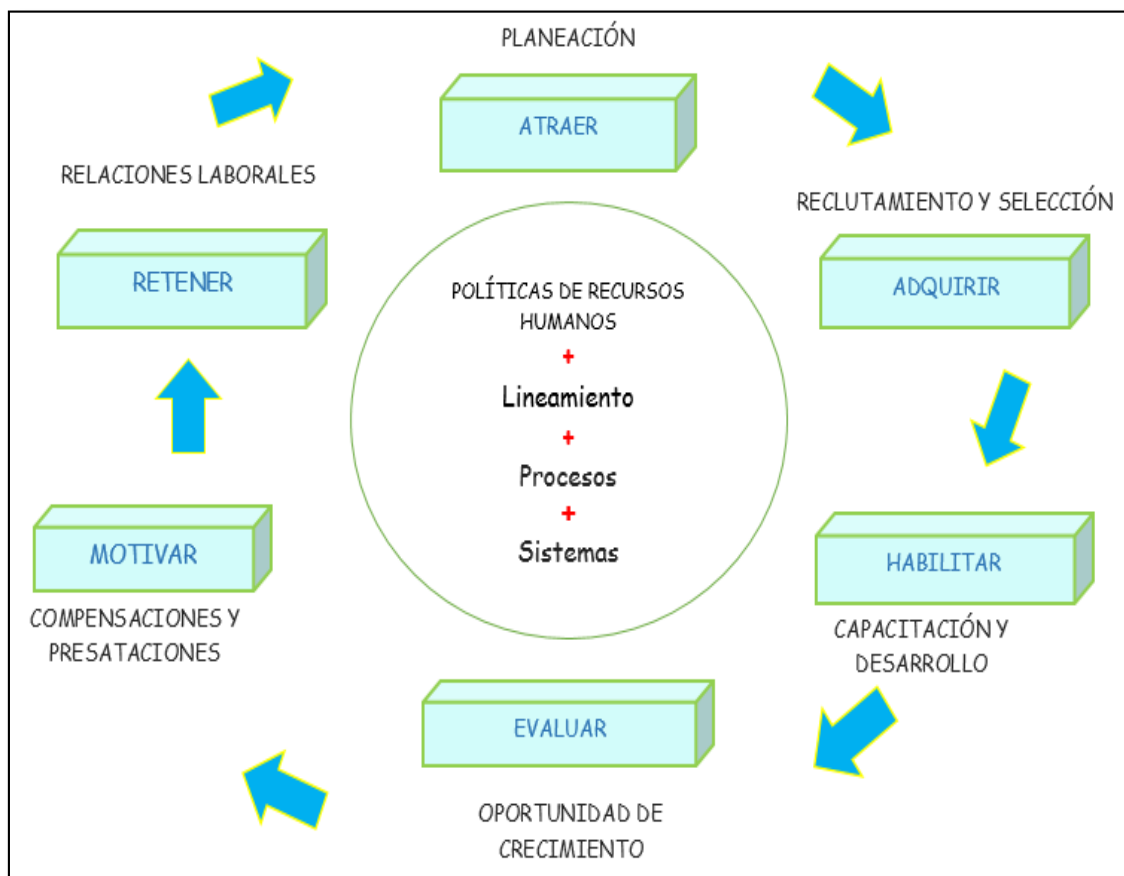 PLANEACIÓN
ATRAER
RECLUTAMIENTO Y SELECCIÓN
ADQUIRIR
HABILITAR
CAPACITACIÓN Y
DESARROLLO
EVALUAR
OPORTUNIDAD DE
CRECIMIENTO
MOTIVAR
COMPENSACIONES Y
PRESATACIONES
RELACIONES LABORALES
RETENER
POLÍTICAS DE RECURSOS
HUMANOS
+
Lineamiento
+
Procesos
+
Sistemas